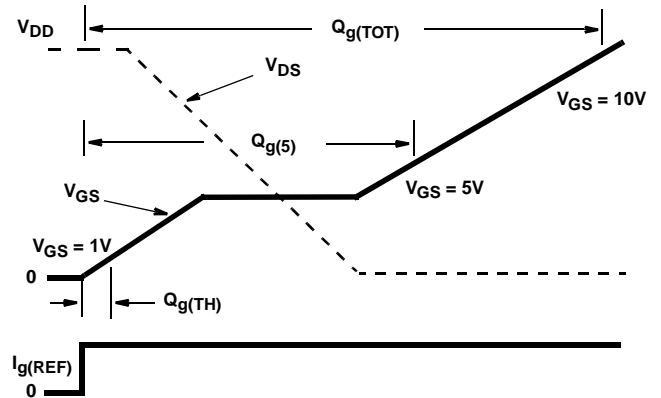 VDD
Qg(TOT)
VDS
VGS = 10V
Qg(5)
VGS
VGS = 5V
VGS = 1V
0
Qg(TH)
Ig(REF)
0